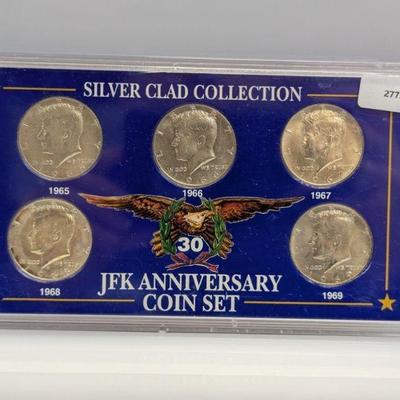 SILVER CLAD COLLECTION
277
1965
1966
1967
30
1968
1969
JFK ANNIVERSARY
COIN SET